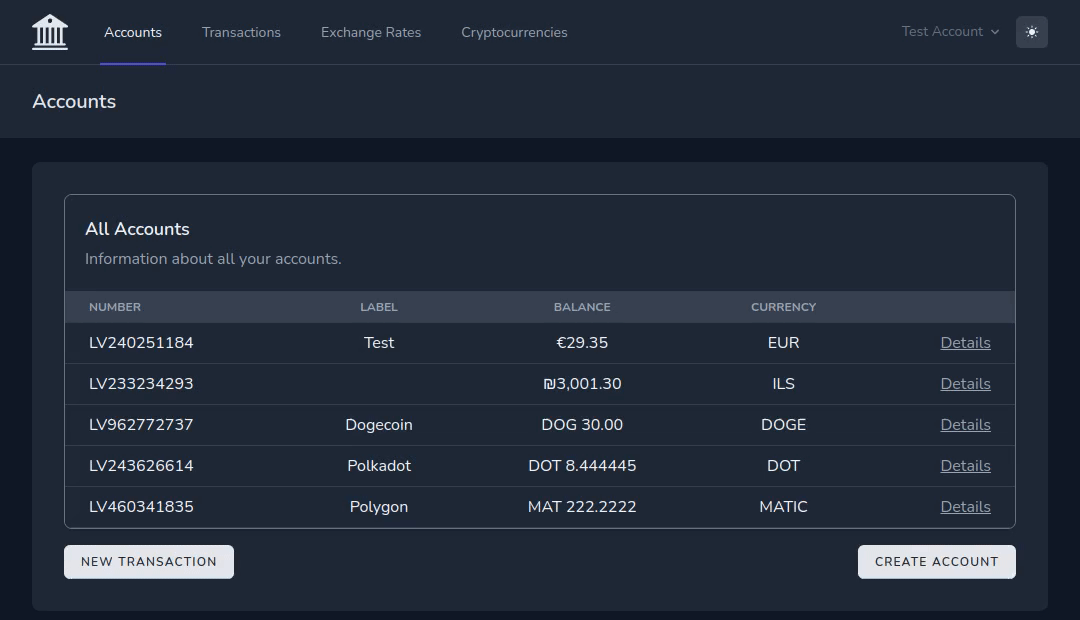 Accounts Transactions Exchange Rates Cryptocurrencies Test Account
Accounts
All Accounts
Information about all your accounts.
NUMBER LABEL BALANCE CURRENCY
LV240251184 Test €29.35 EUR Details
LV233234293 ₪3,001.30 ILS Details
LV962772737 Dogecoin DOG 30.00 DOGE Details
LV243626614 Polkadot DOT 8.444445 DOT Details
LV460341835 Polygon MAT 222.2222 MATIC Details
NEW TRANSACTION CREATE ACCOUNT